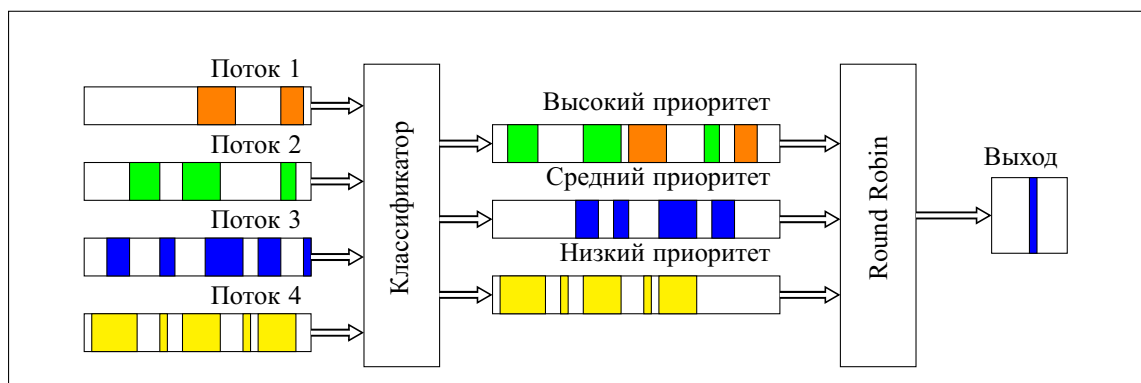 Поток 1
Поток 2
Поток 3
Поток 4
Классификатор
Высокий приоритет
Средний приоритет
Низкий приоритет
Round Robin
Выход